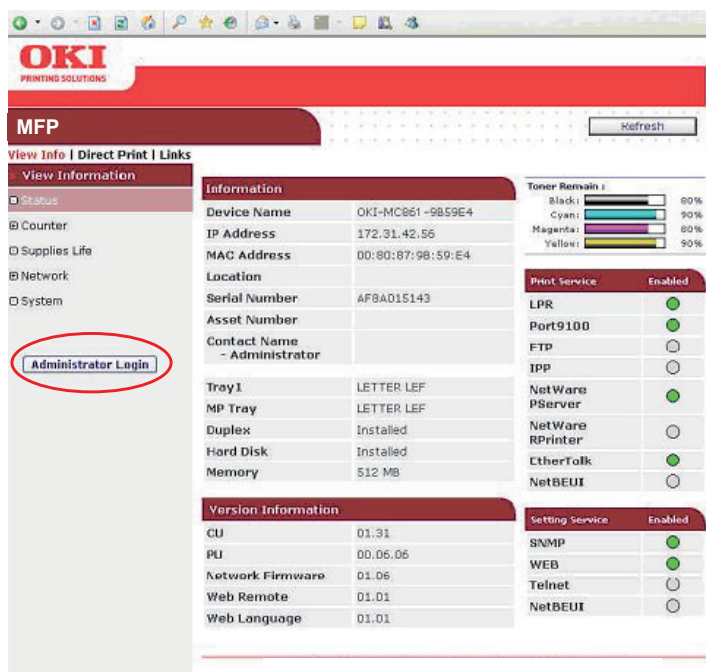 OKI
PRINTING SOLUTIONS
MFP
Refresh
View Info | Direct Print | Links
View Information
Status
Counter
Supplies Life
Network
System
Administrator Login
Information
Device Name OKI-MC861-9B59E4
IP Address 172.31.42.56
MAC Address 00:80:87:98:59:E4
Location
Serial Number AF8A015143
Asset Number
Contact Name
- Administrator
Tray1 LETTER LEF
MP Tray LETTER LEF
Duplex Installed
Hard Disk Installed
Memory 512 MB
Version Information
CU 01.31
PU 00.06.06
Network Firmware 01.06
Web Remote 01.01
Web Language 01.01
Toner Remain :
Black: 80%
Cyan: 90%
Magenta: 80%
Yellow: 90%
Print Service Enabled
LPR
Port9100
FTP
IPP
NetWare
PServer
NetWare
RPrinter
EtherTalk
NetBEUI
Setting Service Enabled
SNMP
WEB
Telnet
NetBEUI